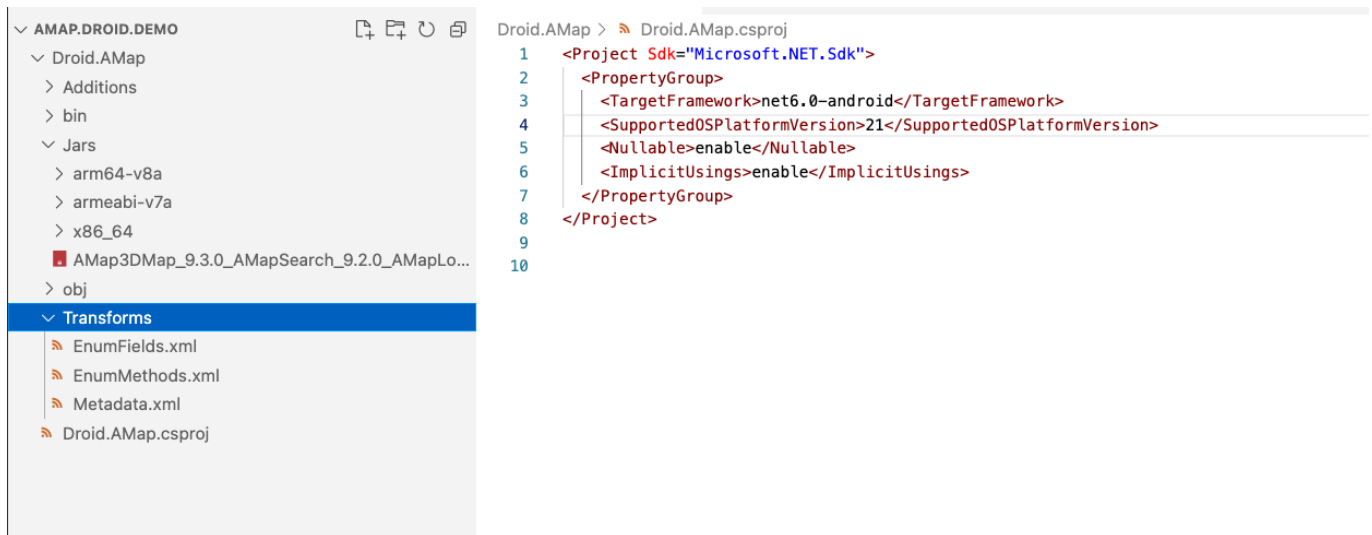 AMAP.DROID.DEMO
Droid.AMap
Additions
bin
Jars
arm64-v8a
armeabi-v7a
x86_64
AMap3DMap_9.3.0_AMapSearch_9.2.0_AMapLo...
obj
Transforms
EnumFields.xml
EnumMethods.xml
Metadata.xml
Droid.AMap.csproj
Droid.AMap > Droid.AMap.csproj
1 <Project Sdk="Microsoft.NET.Sdk">
2 <PropertyGroup>
3 <TargetFramework>net6.0-android</TargetFramework>
4 <SupportedOSPlatformVersion>21</SupportedOSPlatformVersion>
5 <Nullable>enable</Nullable>
6 <ImplicitUsings>enable</ImplicitUsings>
7 </PropertyGroup>
8 </Project>
9
10